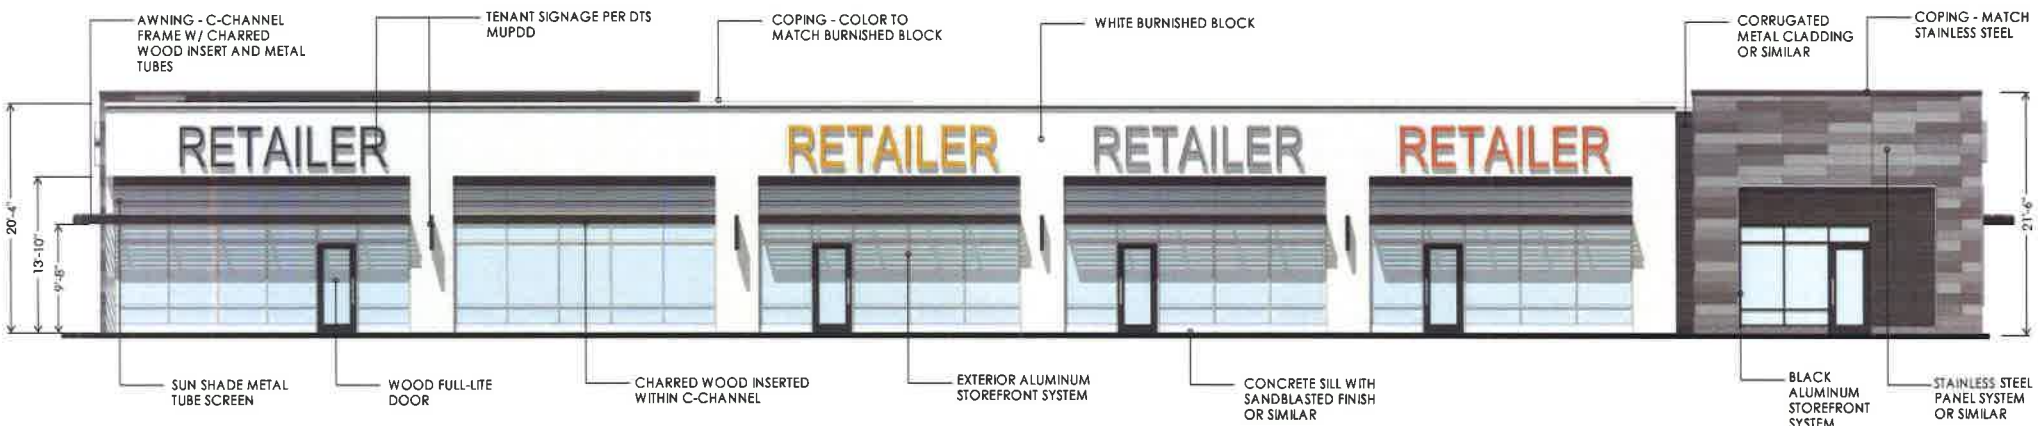 AWNING - C-CHANNEL
FRAME W/ CHARRED
WOOD INSERT AND METAL
TUBES
TENANT SIGNAGE PER DTS
MUPDD
COPING - COLOR TO
MATCH BURNISHED BLOCK
WHITE BURNISHED BLOCK
CORRUGATED
METAL CLADDING
OR SIMILAR
COPING - MATCH
STAINLESS STEEL
RETAILER
RETAILER
RETAILER
RETAILER
20'-4"
13'-10"
9'-8"
21'-6"
SUN SHADE METAL
TUBE SCREEN
WOOD FULL-LITE
DOOR
CHARRED WOOD INSERTED
WITHIN C-CHANNEL
EXTERIOR ALUMINUM
STOREFRONT SYSTEM
CONCRETE SILL WITH
SANDBLASTED FINISH
OR SIMILAR
BLACK
ALUMINUM
STOREFRONT
SYSTEM
STAINLESS STEEL
PANEL SYSTEM
OR SIMILAR